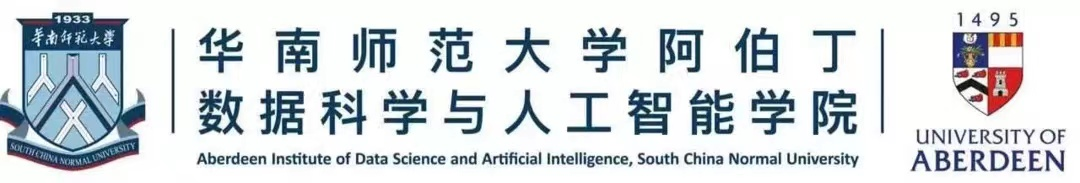 1933
华南师范大学
SOUTH CHINA NORMAL UNIVERSITY
华南师范大学阿伯丁
数据科学与人工智能学院
Aberdeen Institute of Data Science and Artificial Intelligence, South China Normal University
1495
UNIVERSITY OF
ABERDEEN